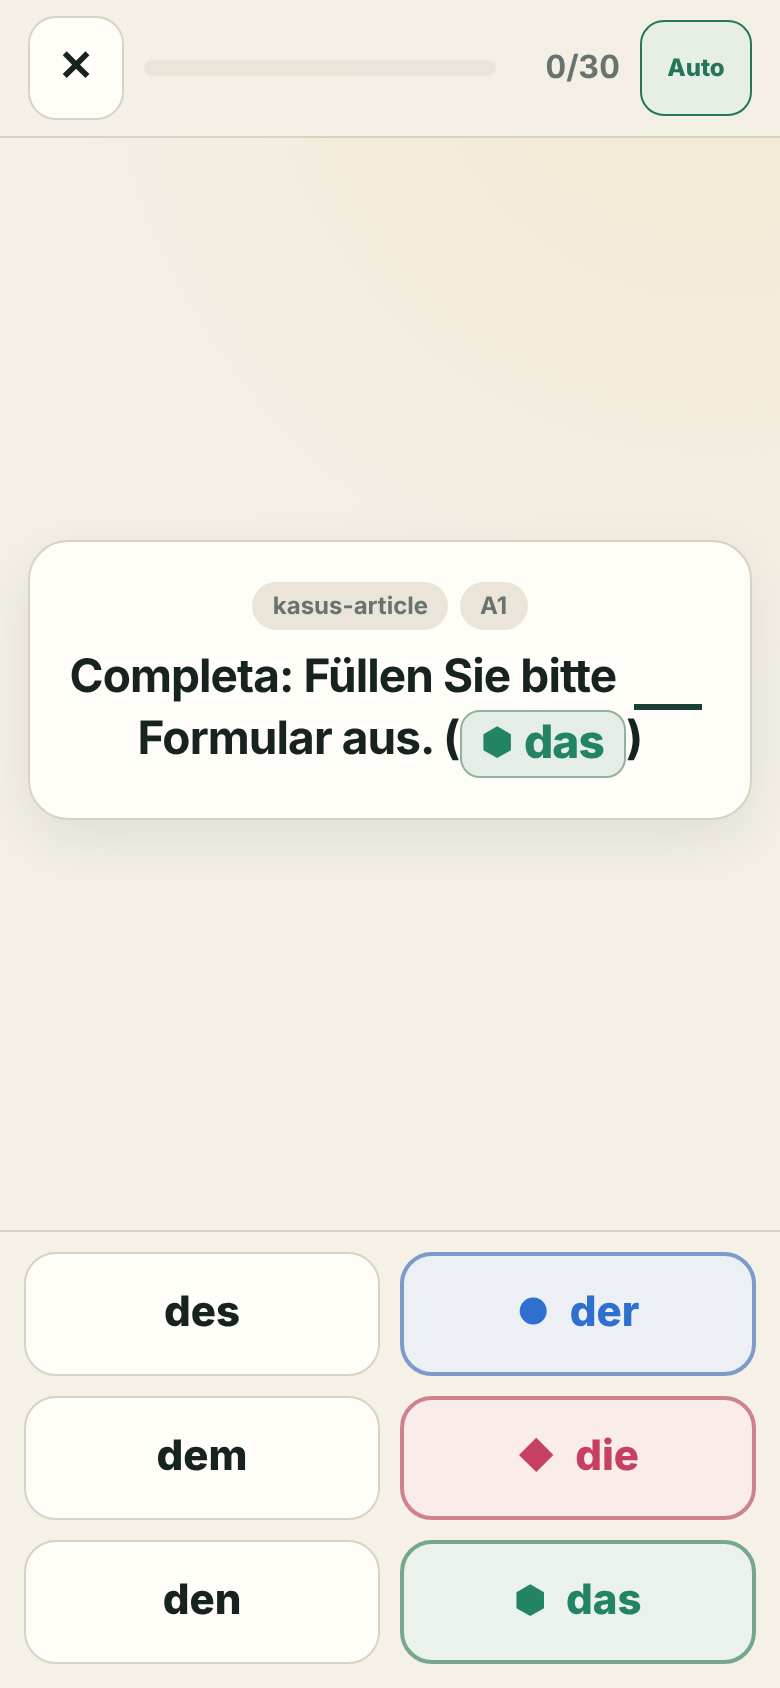 ✕ 0/30 Auto
kasus-article A1
Completa: Füllen Sie bitte ___
Formular aus. (das)
des
der
dem
die
den
das